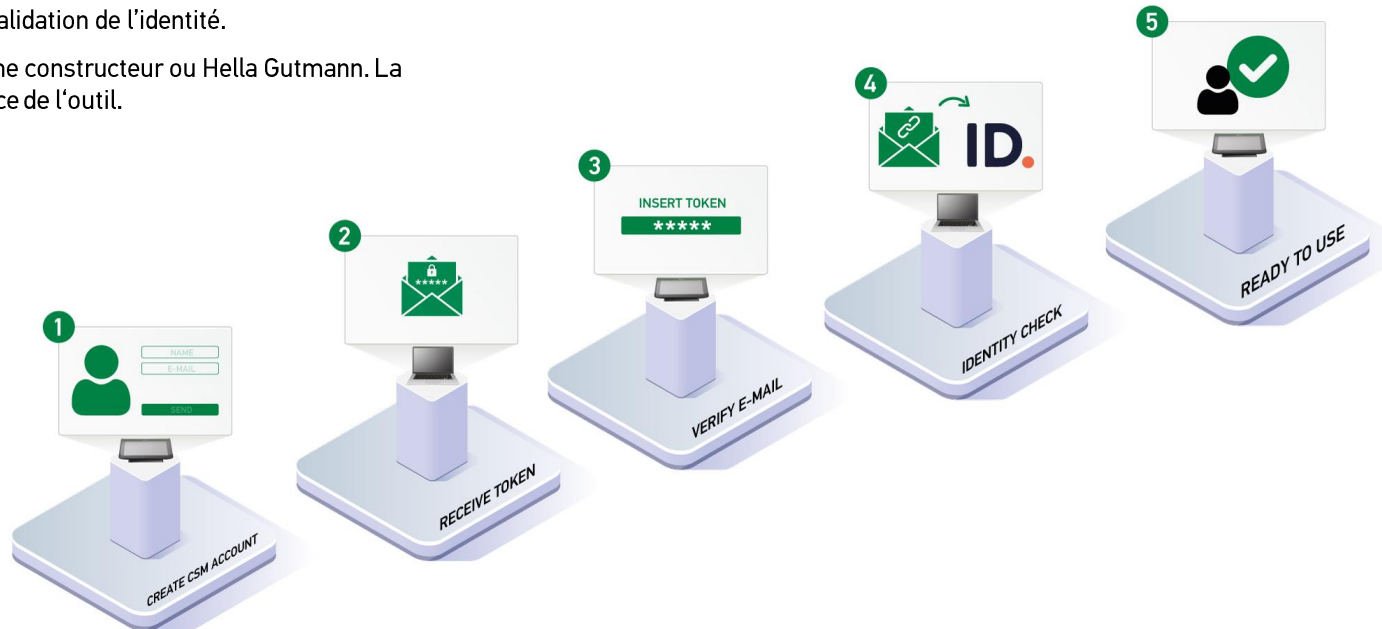 alidation de l’identité.
ne constructeur ou Hella Gutmann. La
ce de l‘outil.
1
NAME
E-MAIL
SEND
CREATE CSM ACCOUNT
2
*****
RECEIVE TOKEN
3
INSERT TOKEN
*****
VERIFY E-MAIL
4
ID.
IDENTITY CHECK
5
READY TO USE